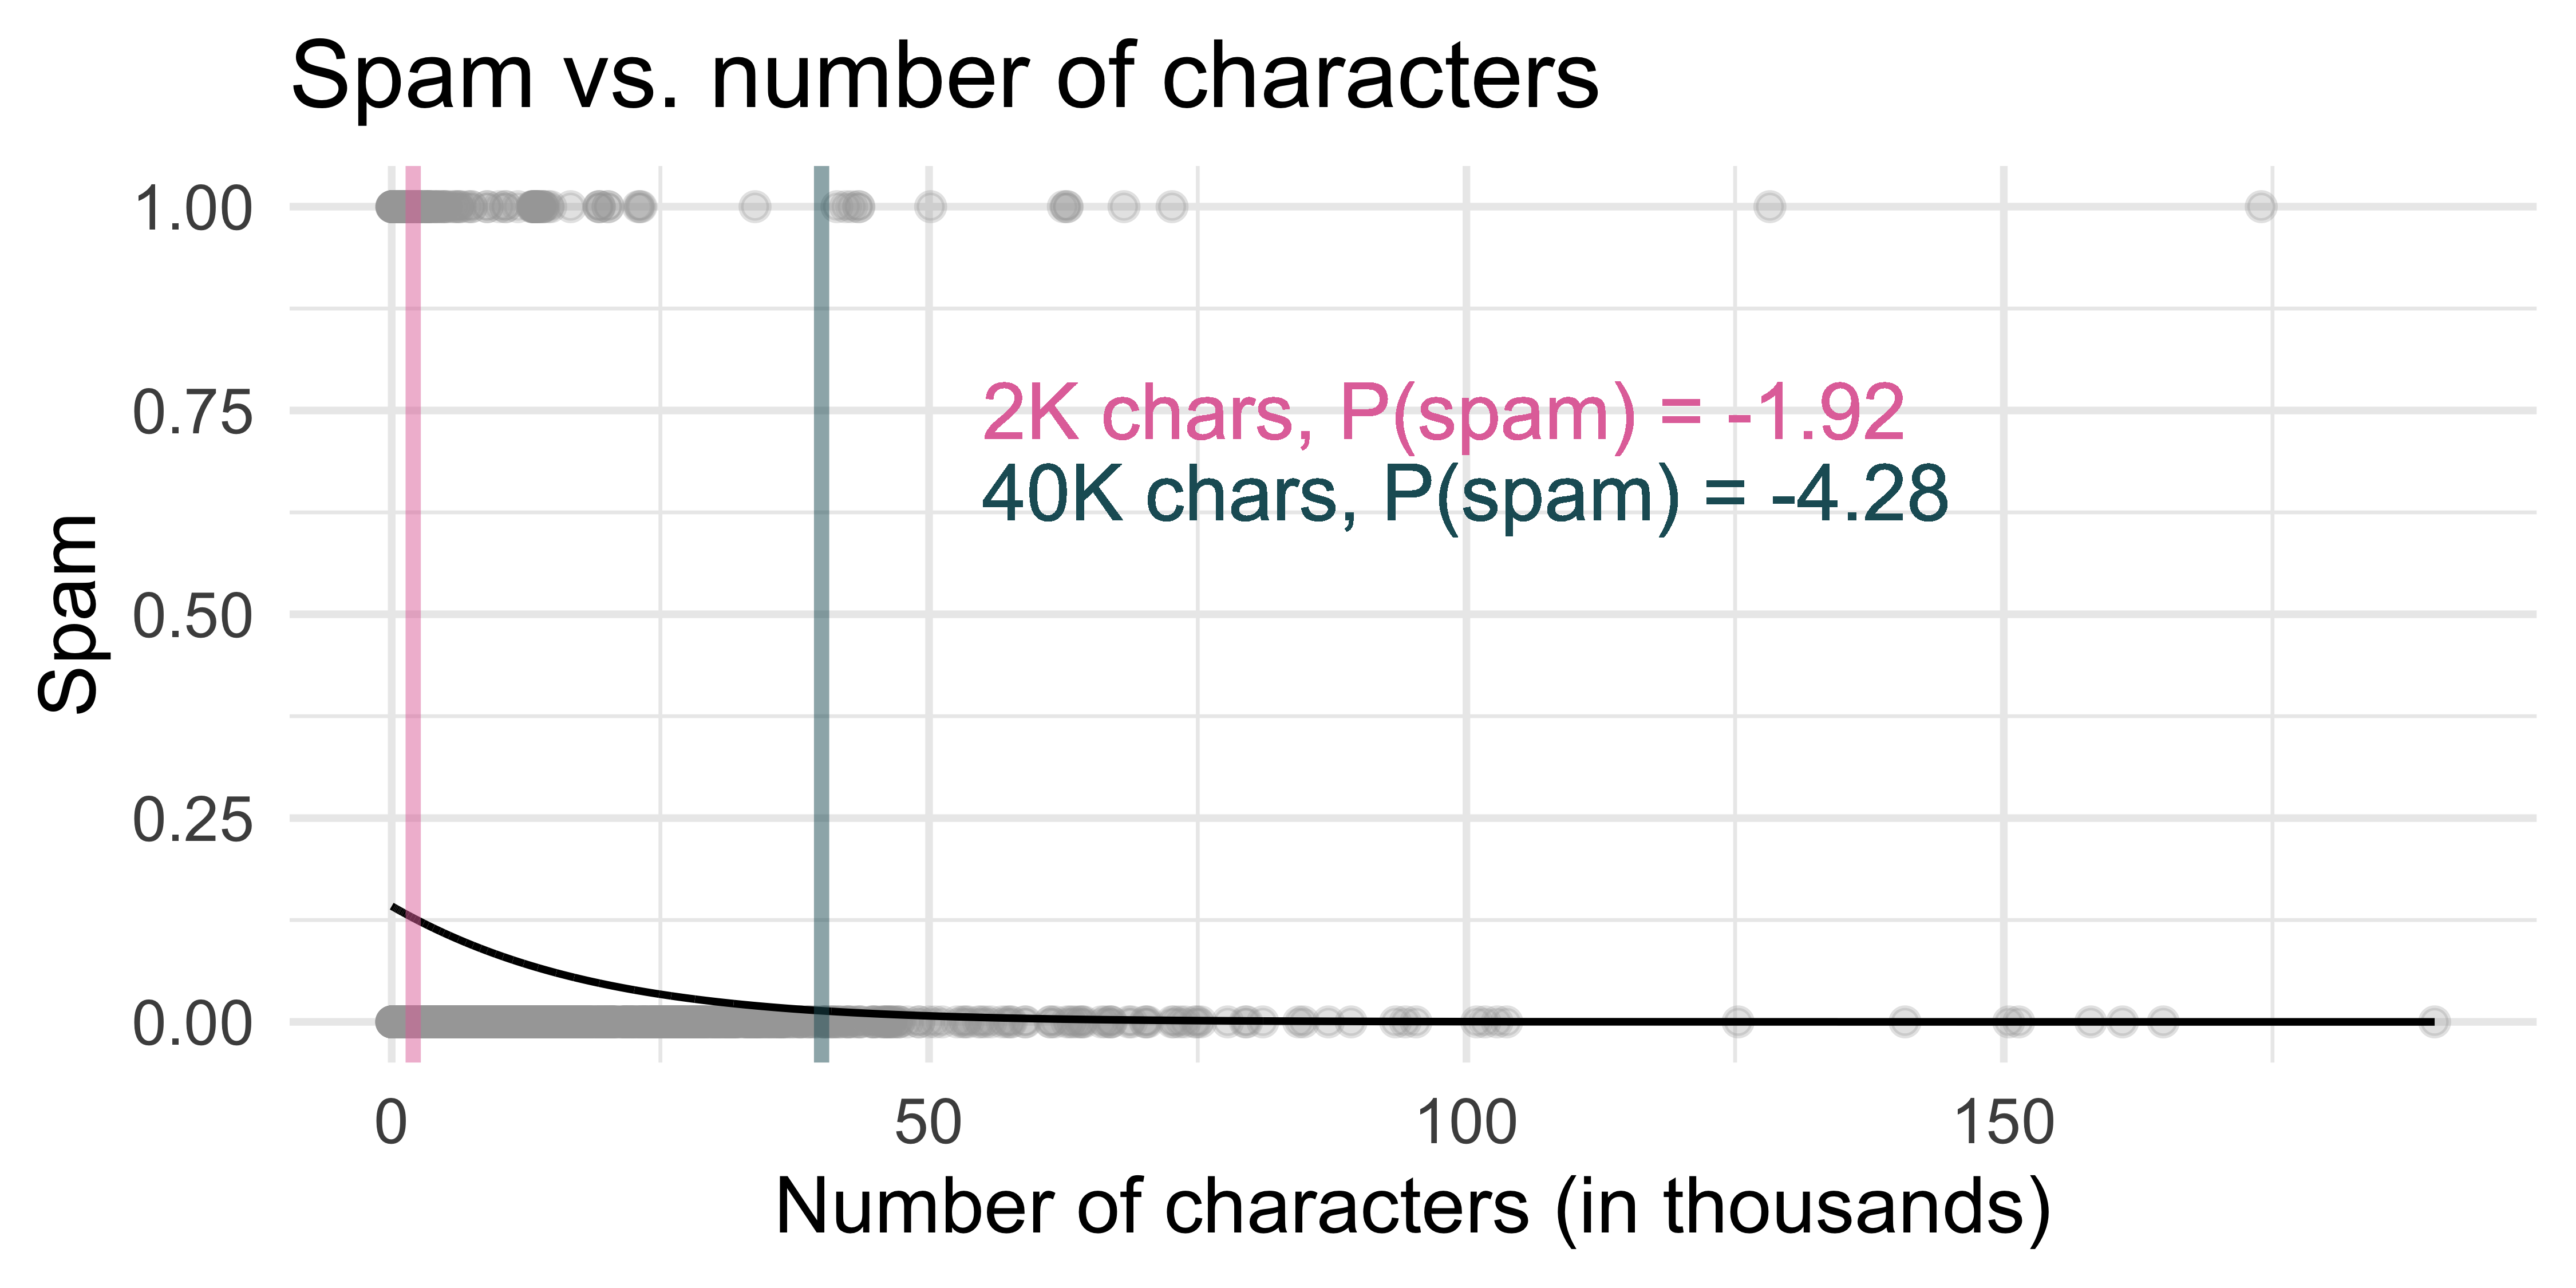 Spam vs. number of characters
1.00
0.75
0.50
0.25
0.00
Spam
2K chars, P(spam) = -1.92
40K chars, P(spam) = -4.28
0 50 100 150
Number of characters (in thousands)